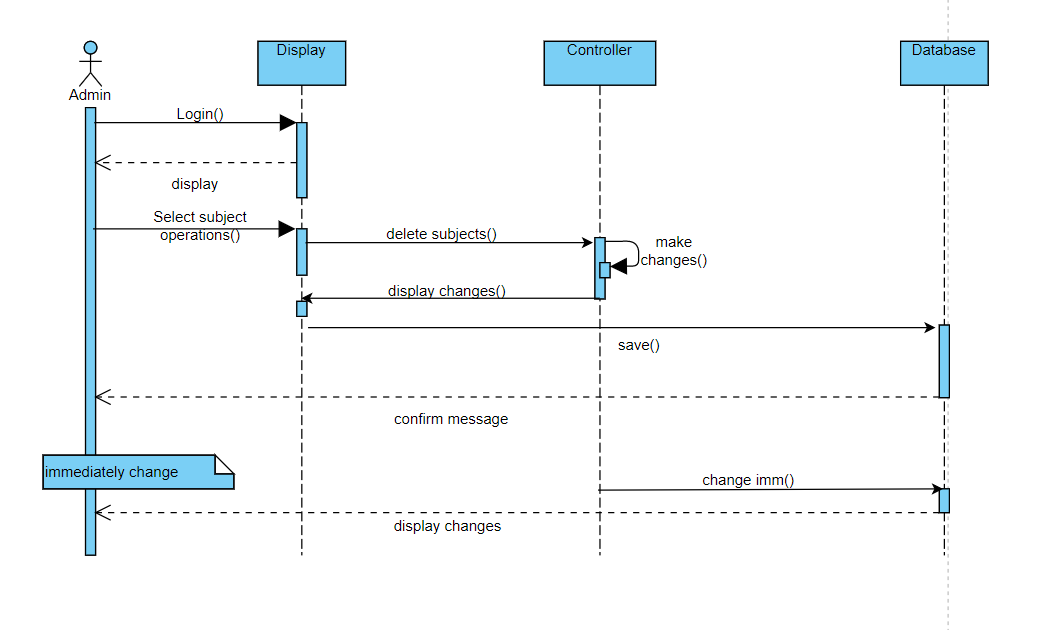 Display
Controller
Database
Admin
Login()
display
Select subject
operations()
delete subjects()
make
changes()
display changes()
save()
confirm message
immediately change
change imm()
display changes